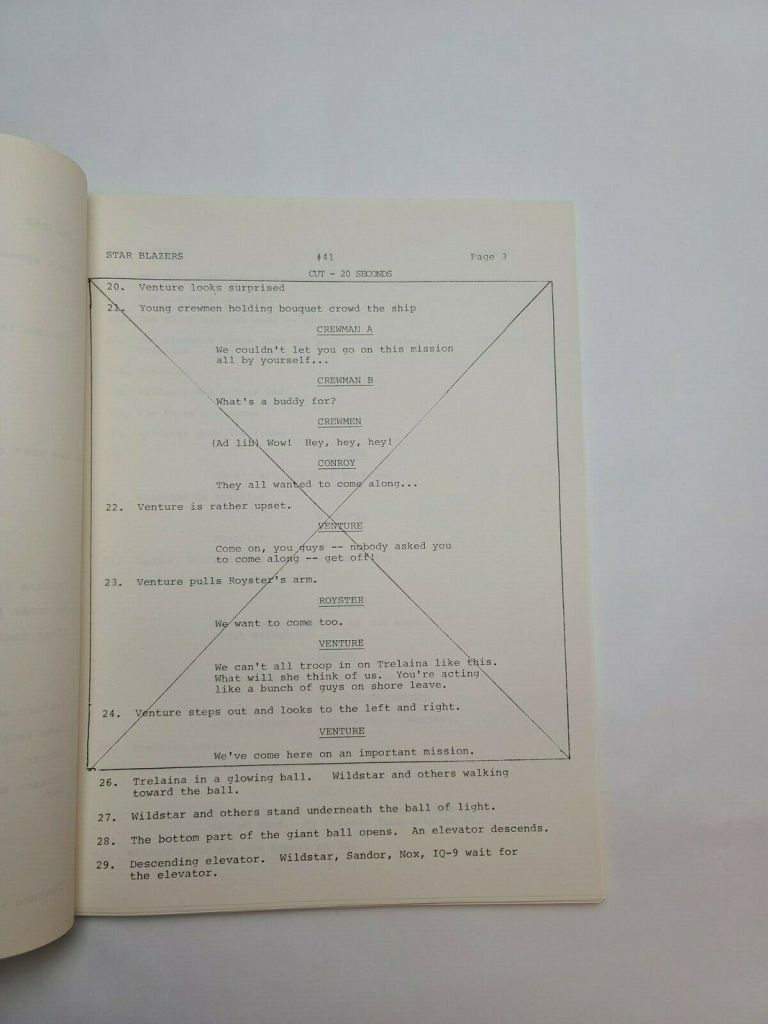 STAR BLAZERS #41 Page 3
CUT - 20 SECONDS
20. Venture looks surprised
21. Young crewmen holding bouquet crowd the ship
CREWMAN A
We couldn't let you go on this mission
all by yourself...
CREWMAN B
What's a buddy for?
CREWMEN
(Ad lib) Wow! Hey, hey, hey!
CONROY
They all wanted to come along...
22. Venture is rather upset.
VENTURE
Come on, you guys -- nobody asked you
to come along -- get off!
23. Venture pulls Royster's arm.
ROYSTER
We want to come too.
VENTURE
We can't all troop in on Trelaina like this.
What will she think of us. You're acting
like a bunch of guys on shore leave.
24. Venture steps out and looks to the left and right.
VENTURE
We've come here on an important mission.
26. Trelaina in a glowing ball. Wildstar and others walking
toward the ball.
27. Wildstar and others stand underneath the ball of light.
28. The bottom part of the giant ball opens. An elevator descends.
29. Descending elevator. Wildstar, Sandor, Nox, IQ-9 wait for
the elevator.